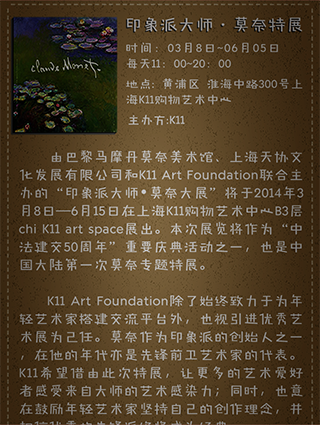 印象派大师·莫奈特展
Claude Monet.
时间：03月8日~06月05日
每天11：00~20：00
地点：黄浦区 淮海中路300号上
海K11购物艺术中心
主办方:K11
由巴黎马摩丹莫奈美术馆、上海天协文
化发展有限公司和K11 Art Foundation联合主
办的“印象派大师•莫奈大展”将于2014年3
月8日—6月15日在上海K11购物艺术中心B3层
chi K11 art space展出。本次展览将作为“中
法建交50周年”重要庆典活动之一，也是中
国大陆第一次莫奈专题特展。
K11 Art Foundation除了始终致力于为年
轻艺术家搭建交流平台外，也视引进优秀艺
术展为己任。莫奈作为印象派的创始人之一
，在他的年代亦是先锋前卫艺术家的代表。
K11希望借由此次特展，让更多的艺术爱好
者感受来自大师的艺术感染力；同时，也意
在鼓励年轻艺术家坚持自己的创作理念，并